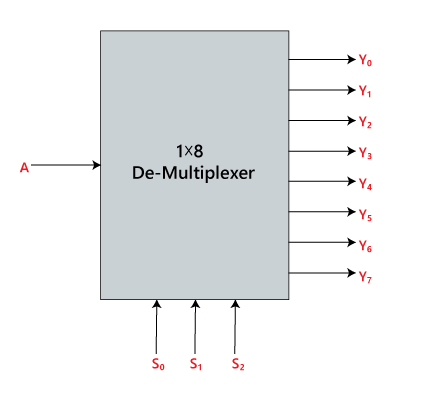 1×8
De-Multiplexer
A
Y₀
Y₁
Y₂
Y₃
Y₄
Y₅
Y₆
Y₇
S₀ S₁ S₂